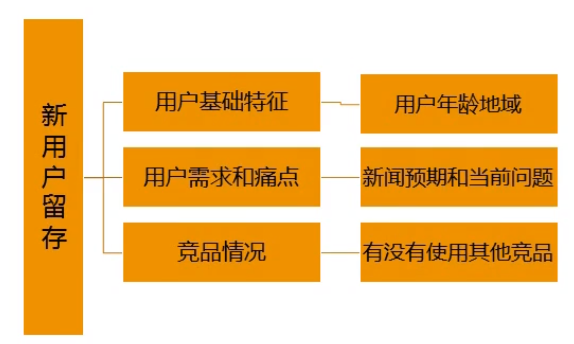 新用户留存
用户基础特征
用户年龄地域
用户需求和痛点
新闻预期和当前问题
竞品情况
有没有使用其他竞品